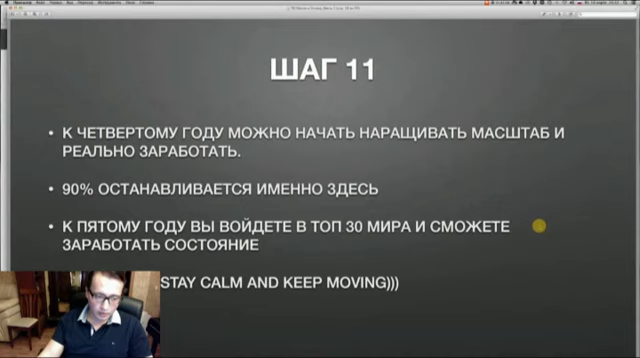 ШАГ 11
• К ЧЕТВЕРТОМУ ГОДУ МОЖНО НАЧАТЬ НАРАЩИВАТЬ МАСШТАБ И
РЕАЛЬНО ЗАРАБОТАТЬ.
• 90% ОСТАНАВЛИВАЕТСЯ ИМЕННО ЗДЕСЬ
• К ПЯТОМУ ГОДУ ВЫ ВОЙДЕТЕ В ТОП 30 МИРА И СМОЖЕТЕ
ЗАРАБОТАТЬ СОСТОЯНИЕ
STAY CALM AND KEEP MOVING)))